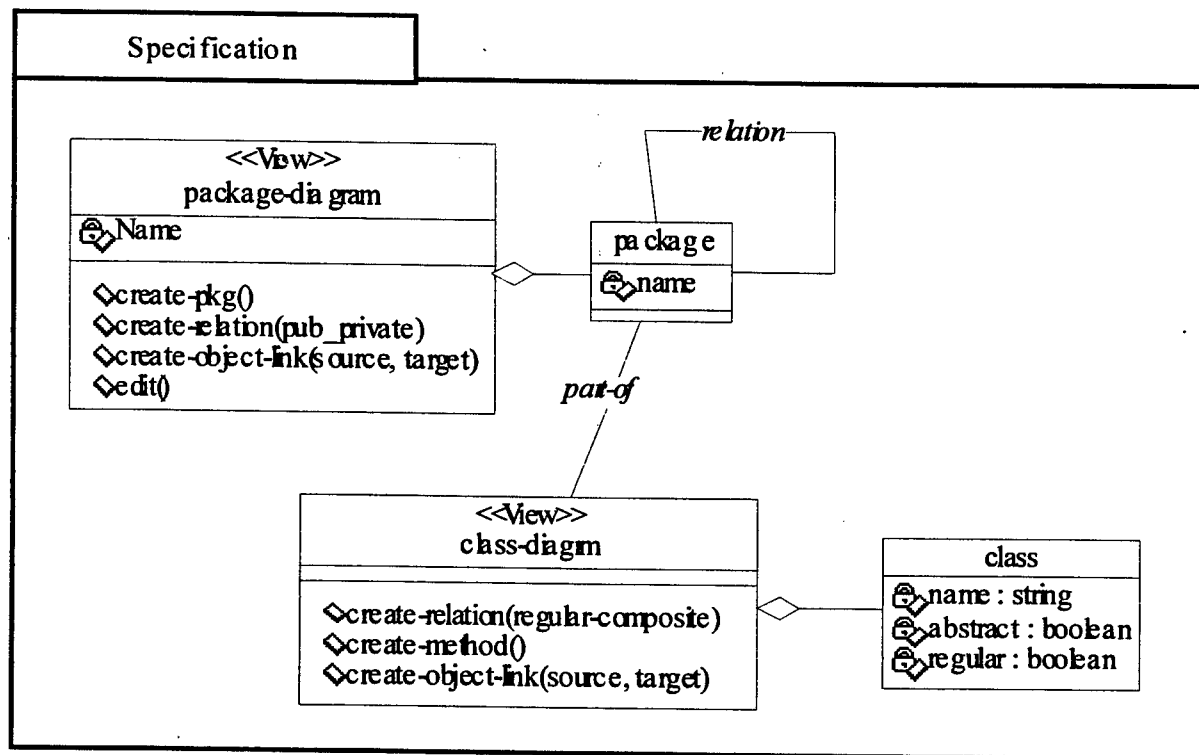 Specification
relation
<<View>>
package-diagram
Name
create-pkg()
create-relation(pub_private)
create-object-link(source, target)
edit()
package
name
part-of
<<View>>
class-diagrm
create-relation(regular-composite)
create-method()
create-object-link(source, target)
class
name : string
abstract : boolean
regular : boolean